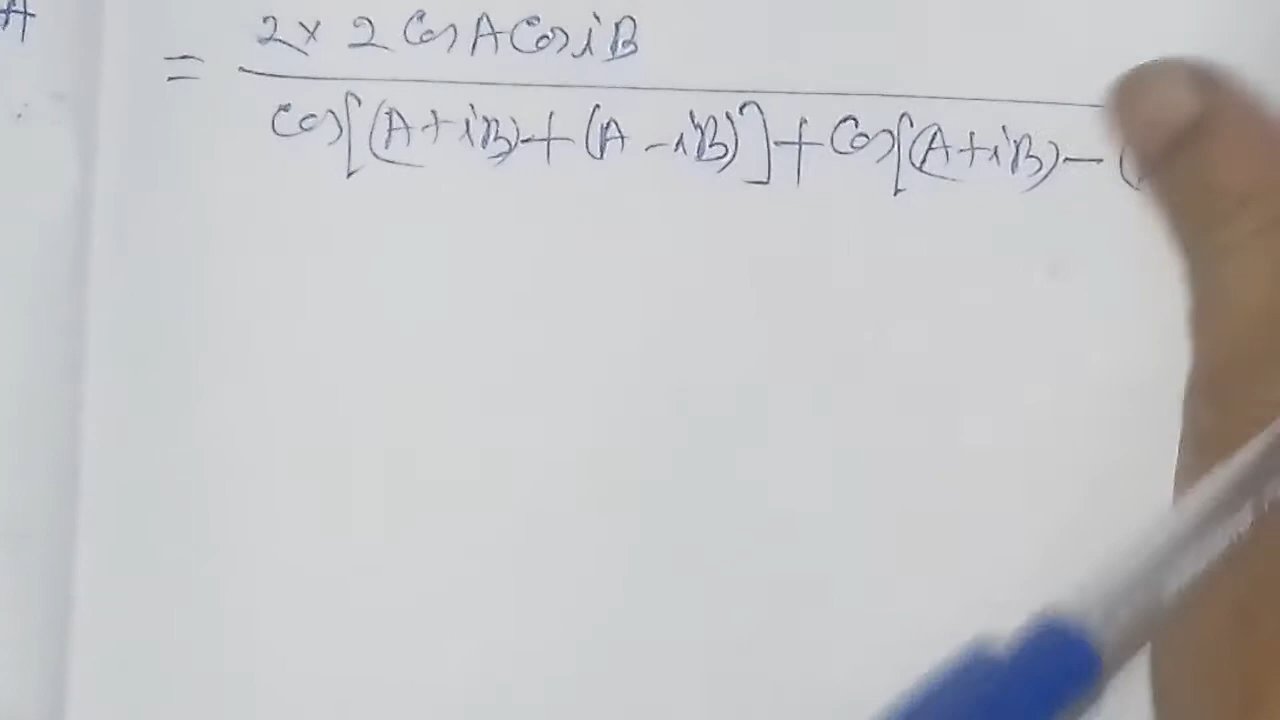 A
= 2 x 2 Cos A Cos iB
Cos[(A+iB)+(A-iB)]+Cos[(A+iB)-(